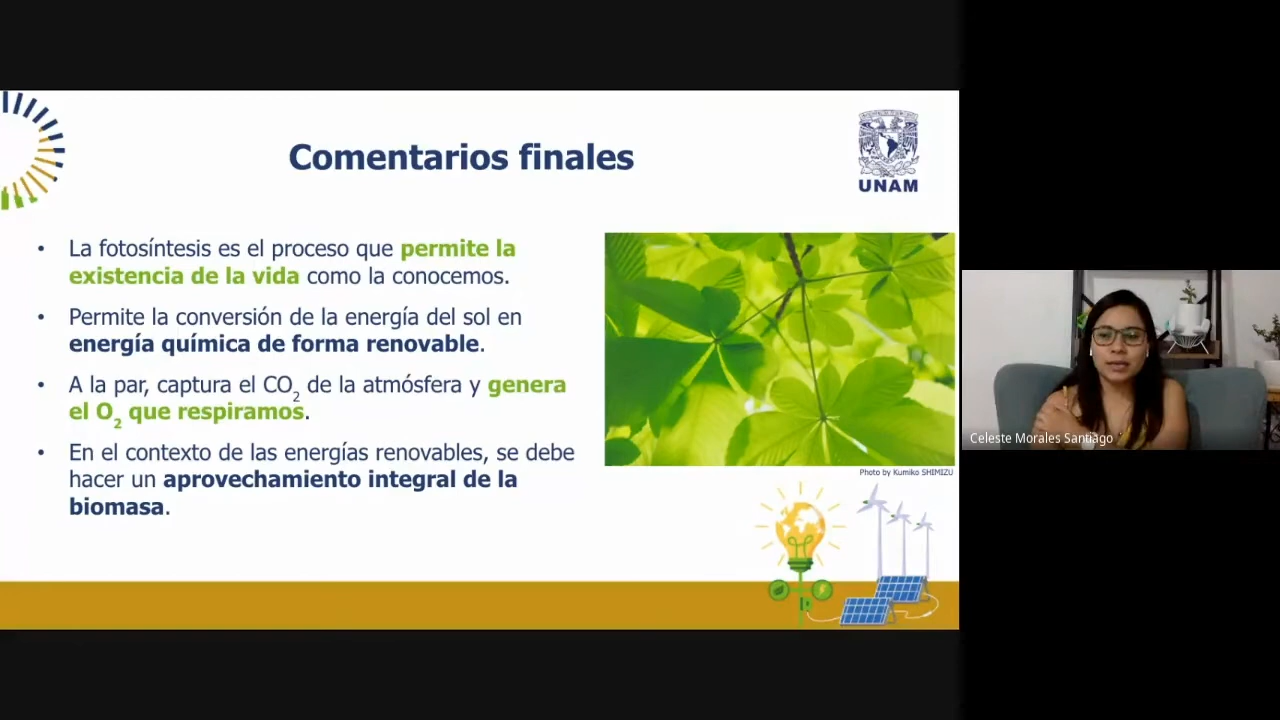 Comentarios finales
UNAM
• La fotosíntesis es el proceso que permite la
existencia de la vida como la conocemos.
• Permite la conversión de la energía del sol en
energía química de forma renovable.
• A la par, captura el CO₂ de la atmósfera y genera
el O₂ que respiramos.
• En el contexto de las energías renovables, se debe
hacer un aprovechamiento integral de la
biomasa.
Photo by Kumiko SHIMIZU
Celeste Morales Santiago